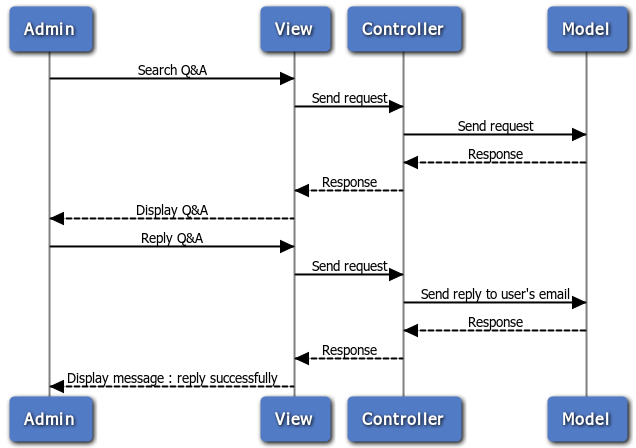 Admin View Controller Model
Search Q&A
Send request
Send request
Response
Response
Display Q&A
Reply Q&A
Send request
Send reply to user's email
Response
Response
Display message : reply successfully
Admin View Controller Model